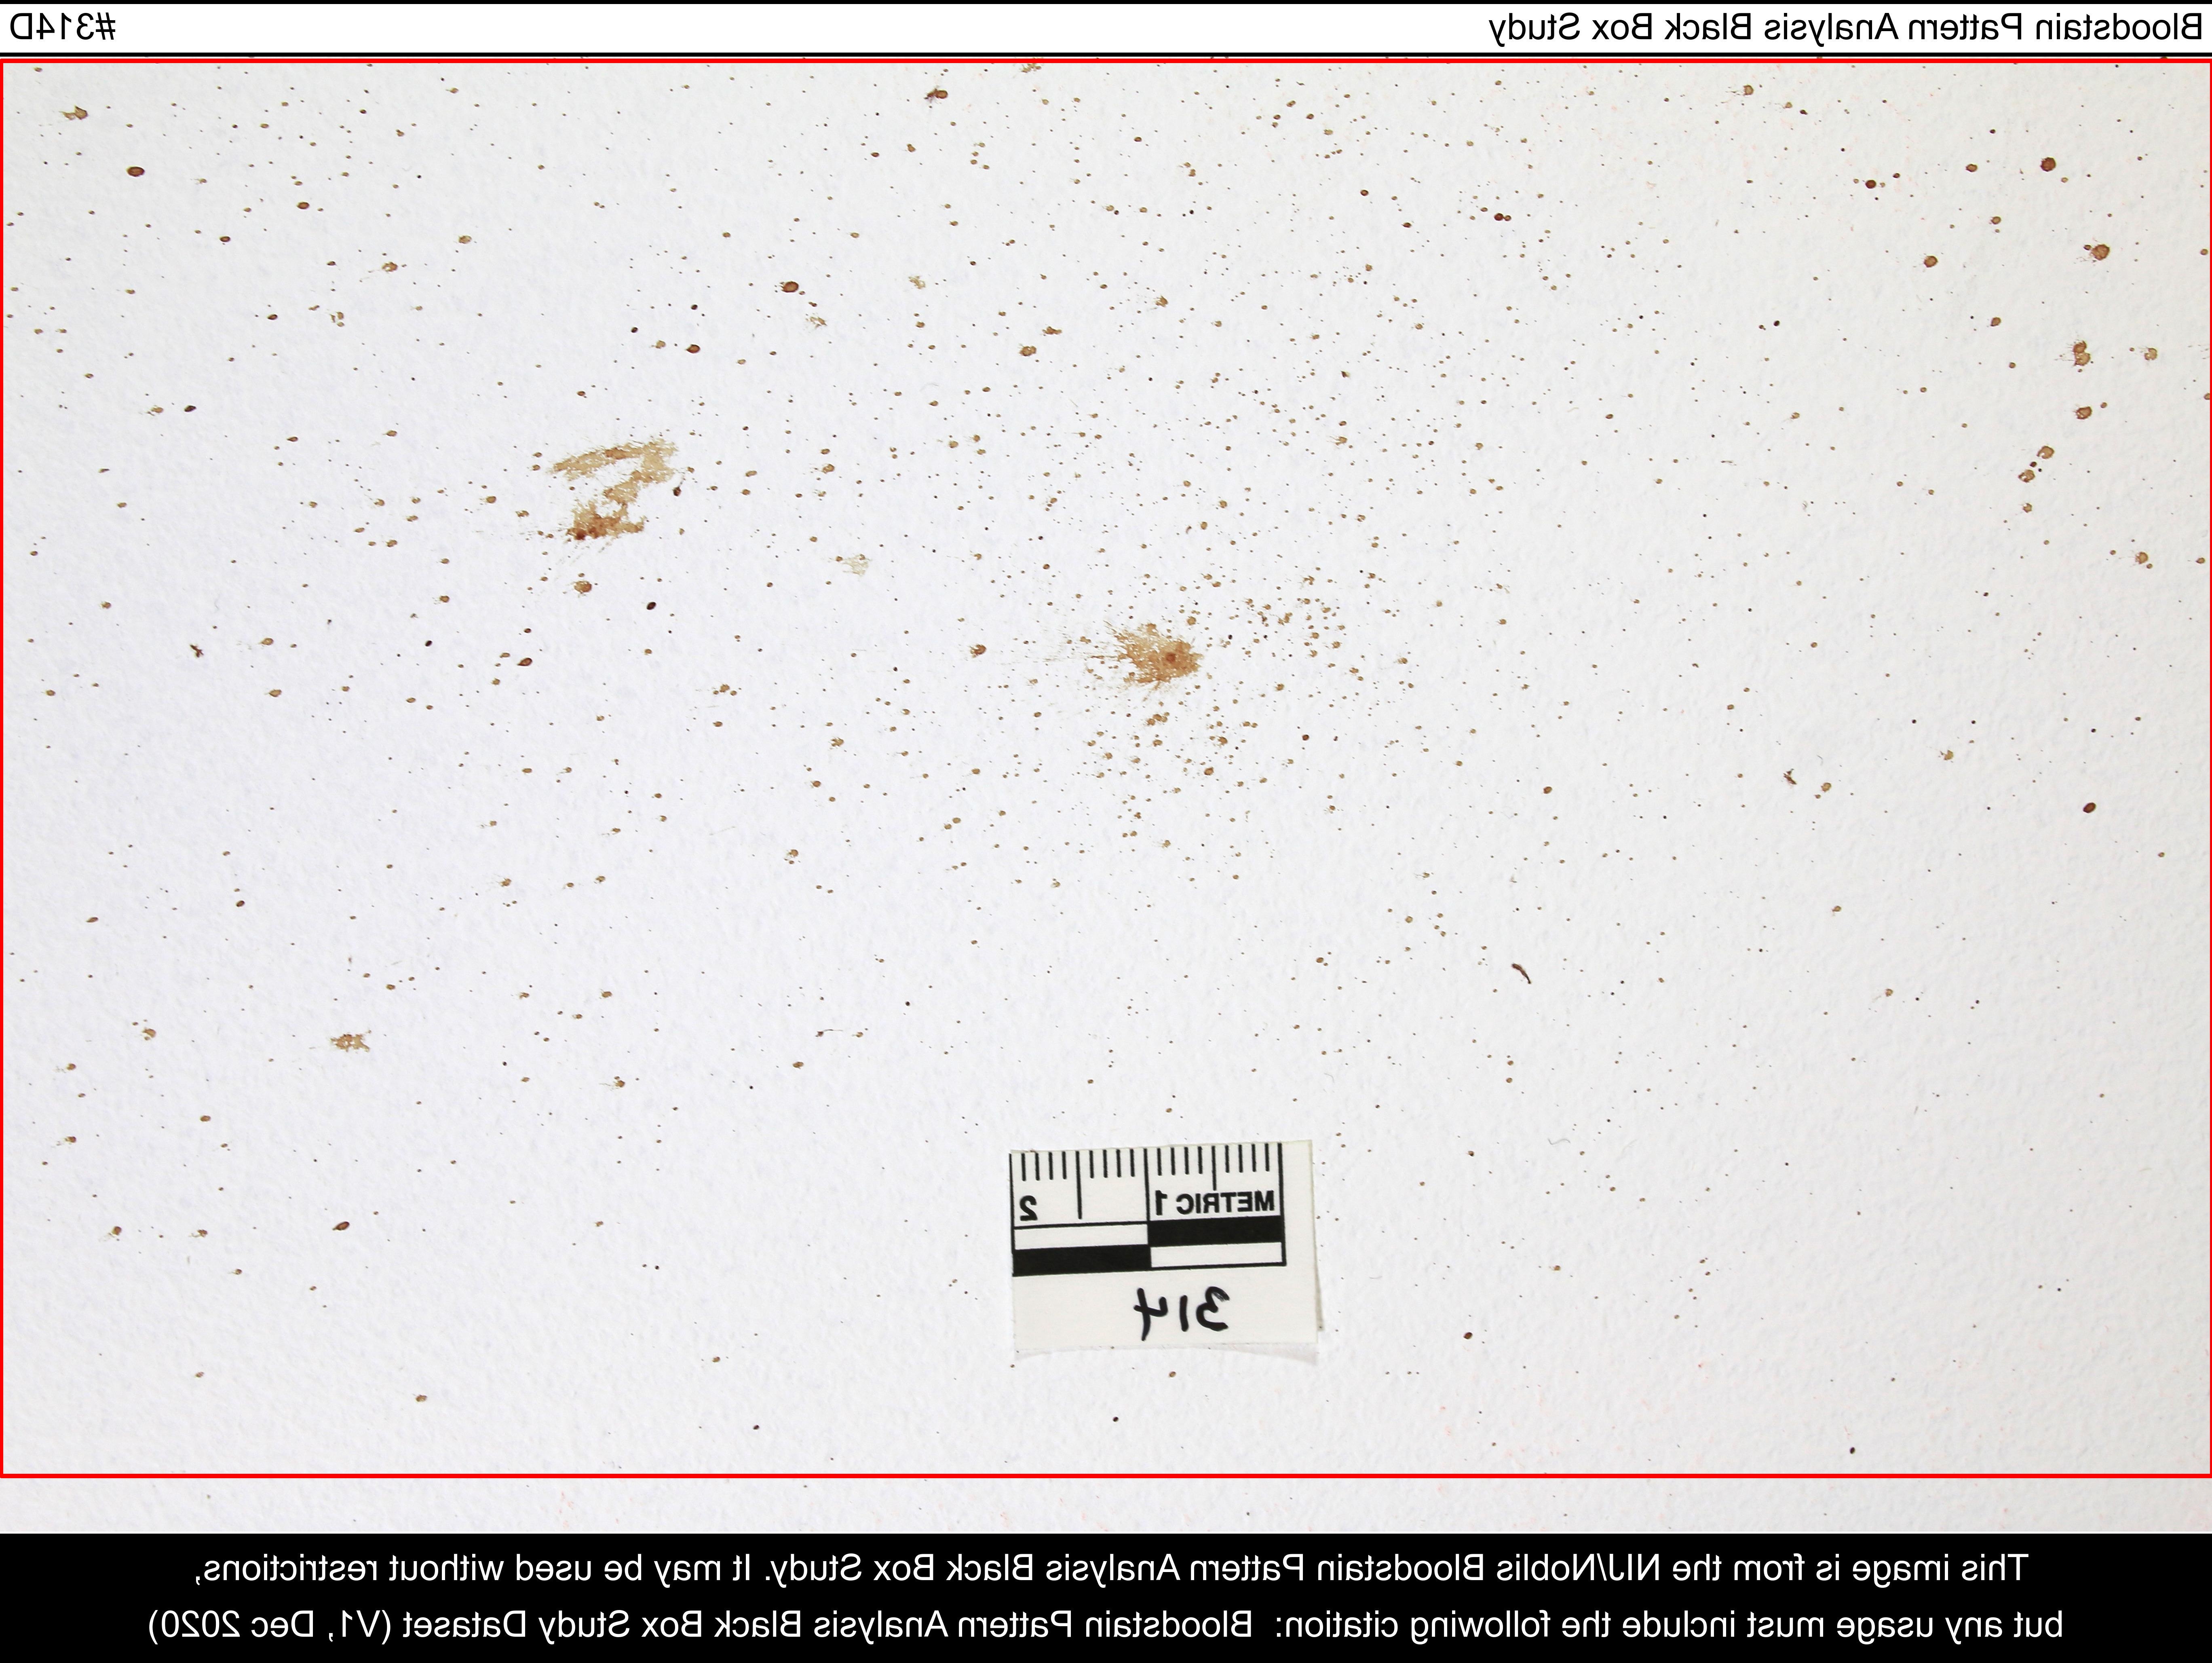 Bloodstain Pattern Analysis Black Box Study #314D
METRIC 1 2
314
This image is from the NIJ/Noblis Bloodstain Pattern Analysis Black Box Study. It may be used without restrictions,
but any usage must include the following citation: Bloodstain Pattern Analysis Black Box Study Dataset (V1, Dec 2020)